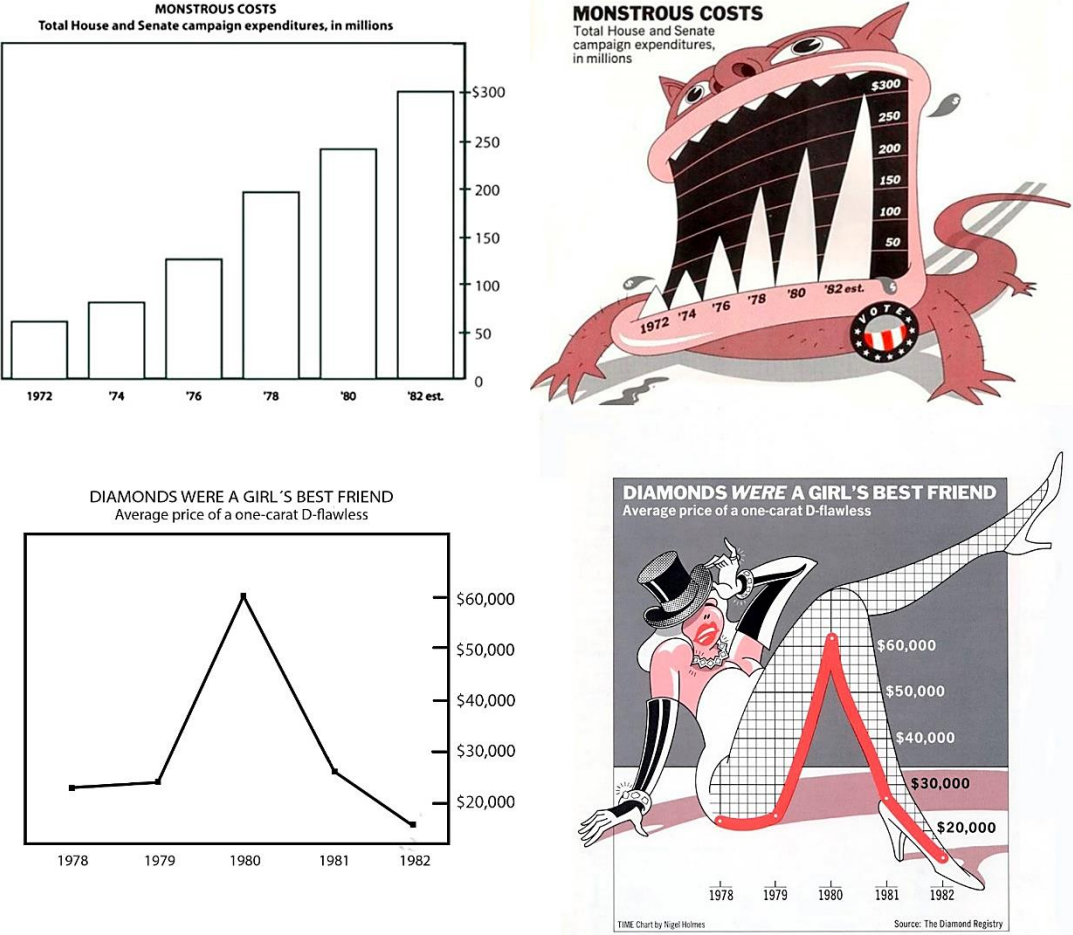 MONSTROUS COSTS
Total House and Senate campaign expenditures, in millions
$300
250
200
150
100
50
0
1972 '74 '76 '78 '80 '82 est.
MONSTROUS COSTS
Total House and Senate
campaign expenditures,
in millions
$300
250
200
150
100
50
1972 '74 '76 '78 '80 '82 est.
VOTE
DIAMONDS WERE A GIRL´S BEST FRIEND
Average price of a one-carat D-flawless
$60,000
$50,000
$40,000
$30,000
$20,000
1978 1979 1980 1981 1982
DIAMONDS WERE A GIRL'S BEST FRIEND
Average price of a one-carat D-flawless
$60,000
$50,000
$40,000
$30,000
$20,000
1978 1979 1980 1981 1982
TIME Chart by Nigel Holmes
Source: The Diamond Registry